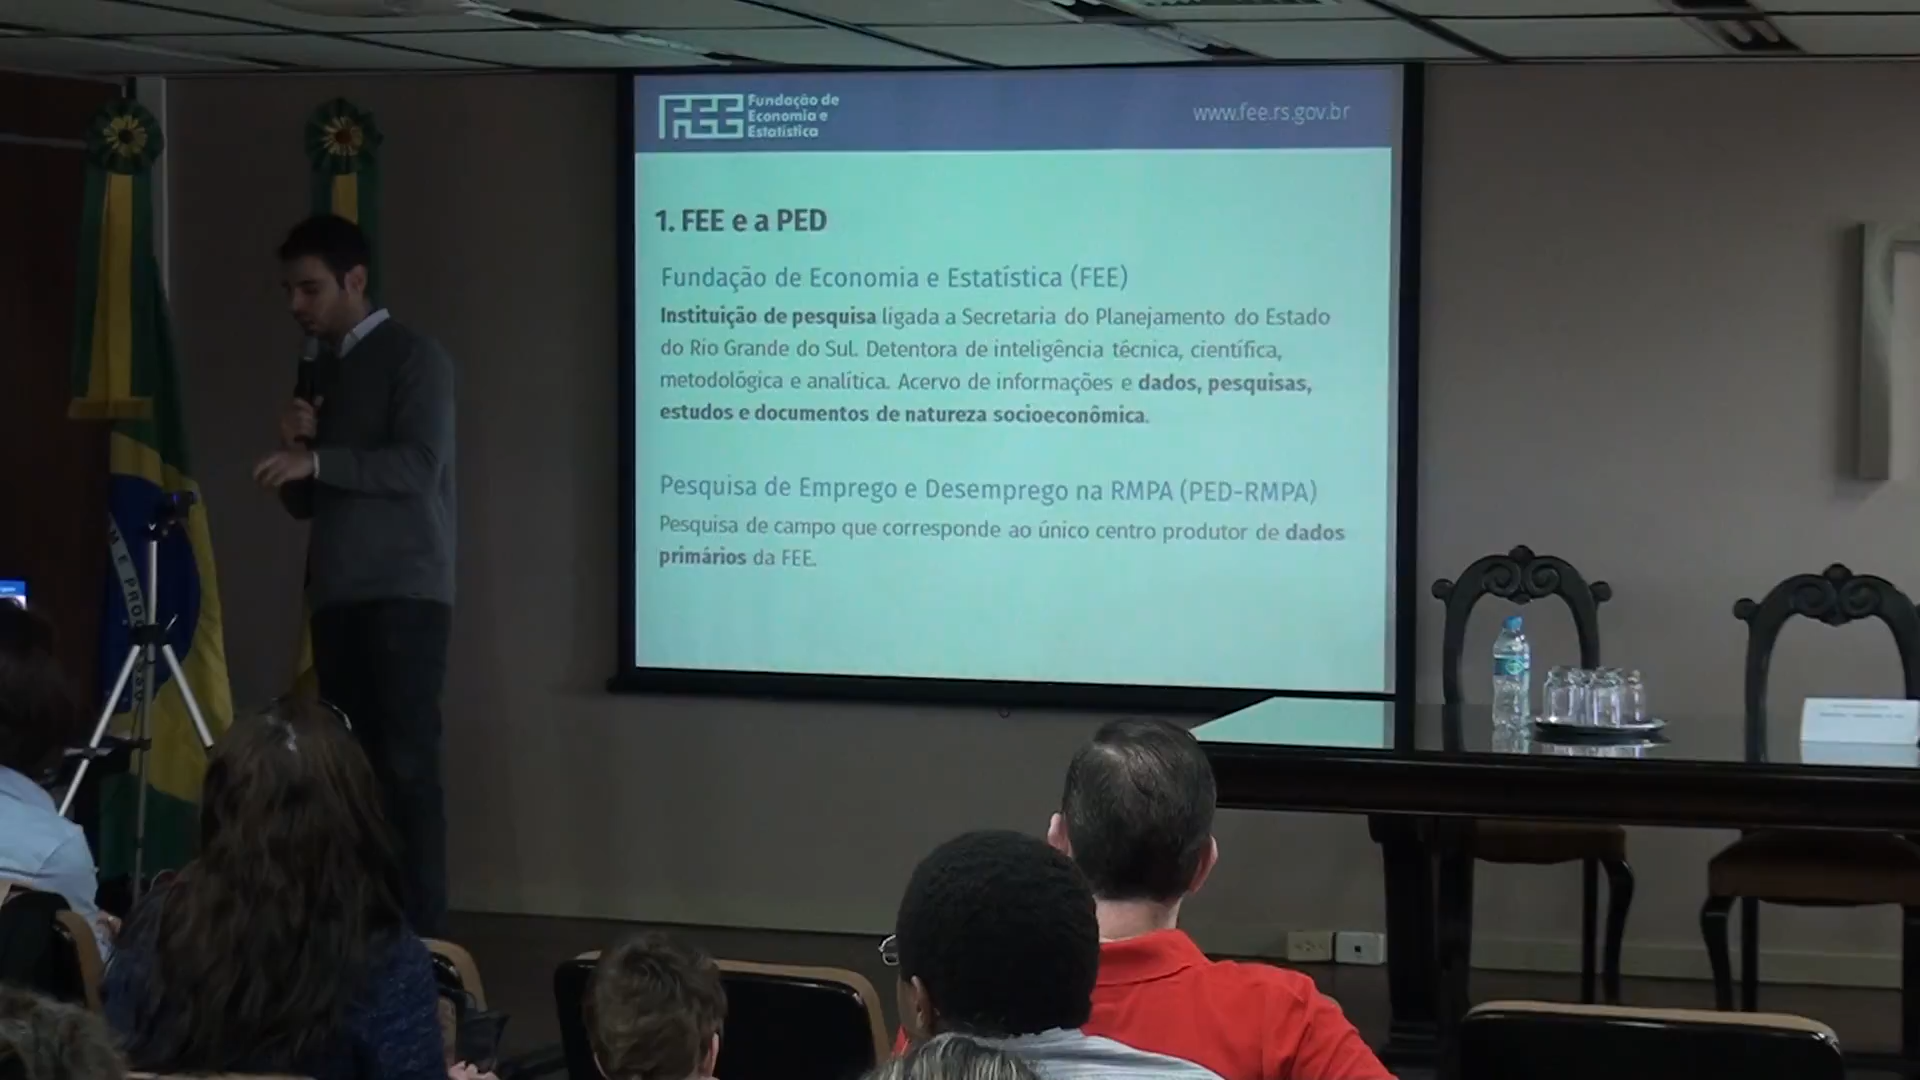 FEE
Fundação de
Economia e
Estatística
www.fee.rs.gov.br
1. FEE e a PED
Fundação de Economia e Estatística (FEE)
Instituição de pesquisa ligada a Secretaria do Planejamento do Estado
do Rio Grande do Sul. Detentora de inteligência técnica, científica,
metodológica e analítica. Acervo de informações e dados, pesquisas,
estudos e documentos de natureza socioeconômica.
Pesquisa de Emprego e Desemprego na RMPA (PED-RMPA)
Pesquisa de campo que corresponde ao único centro produtor de dados
primários da FEE.
M E PRO